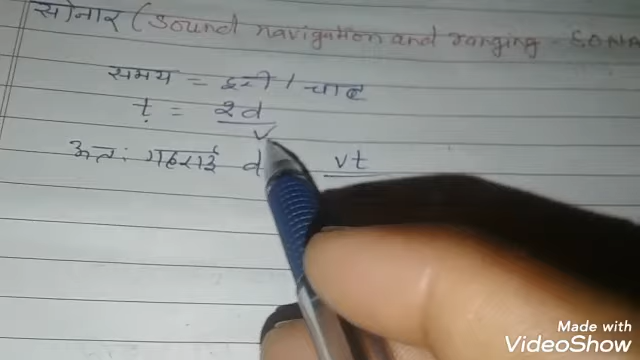 सोनार ( Sound navigation and ranging - SONA
समय = दूरी / चाल
t = 2d
v
अतः गहराई d vt
Made with
VideoShow